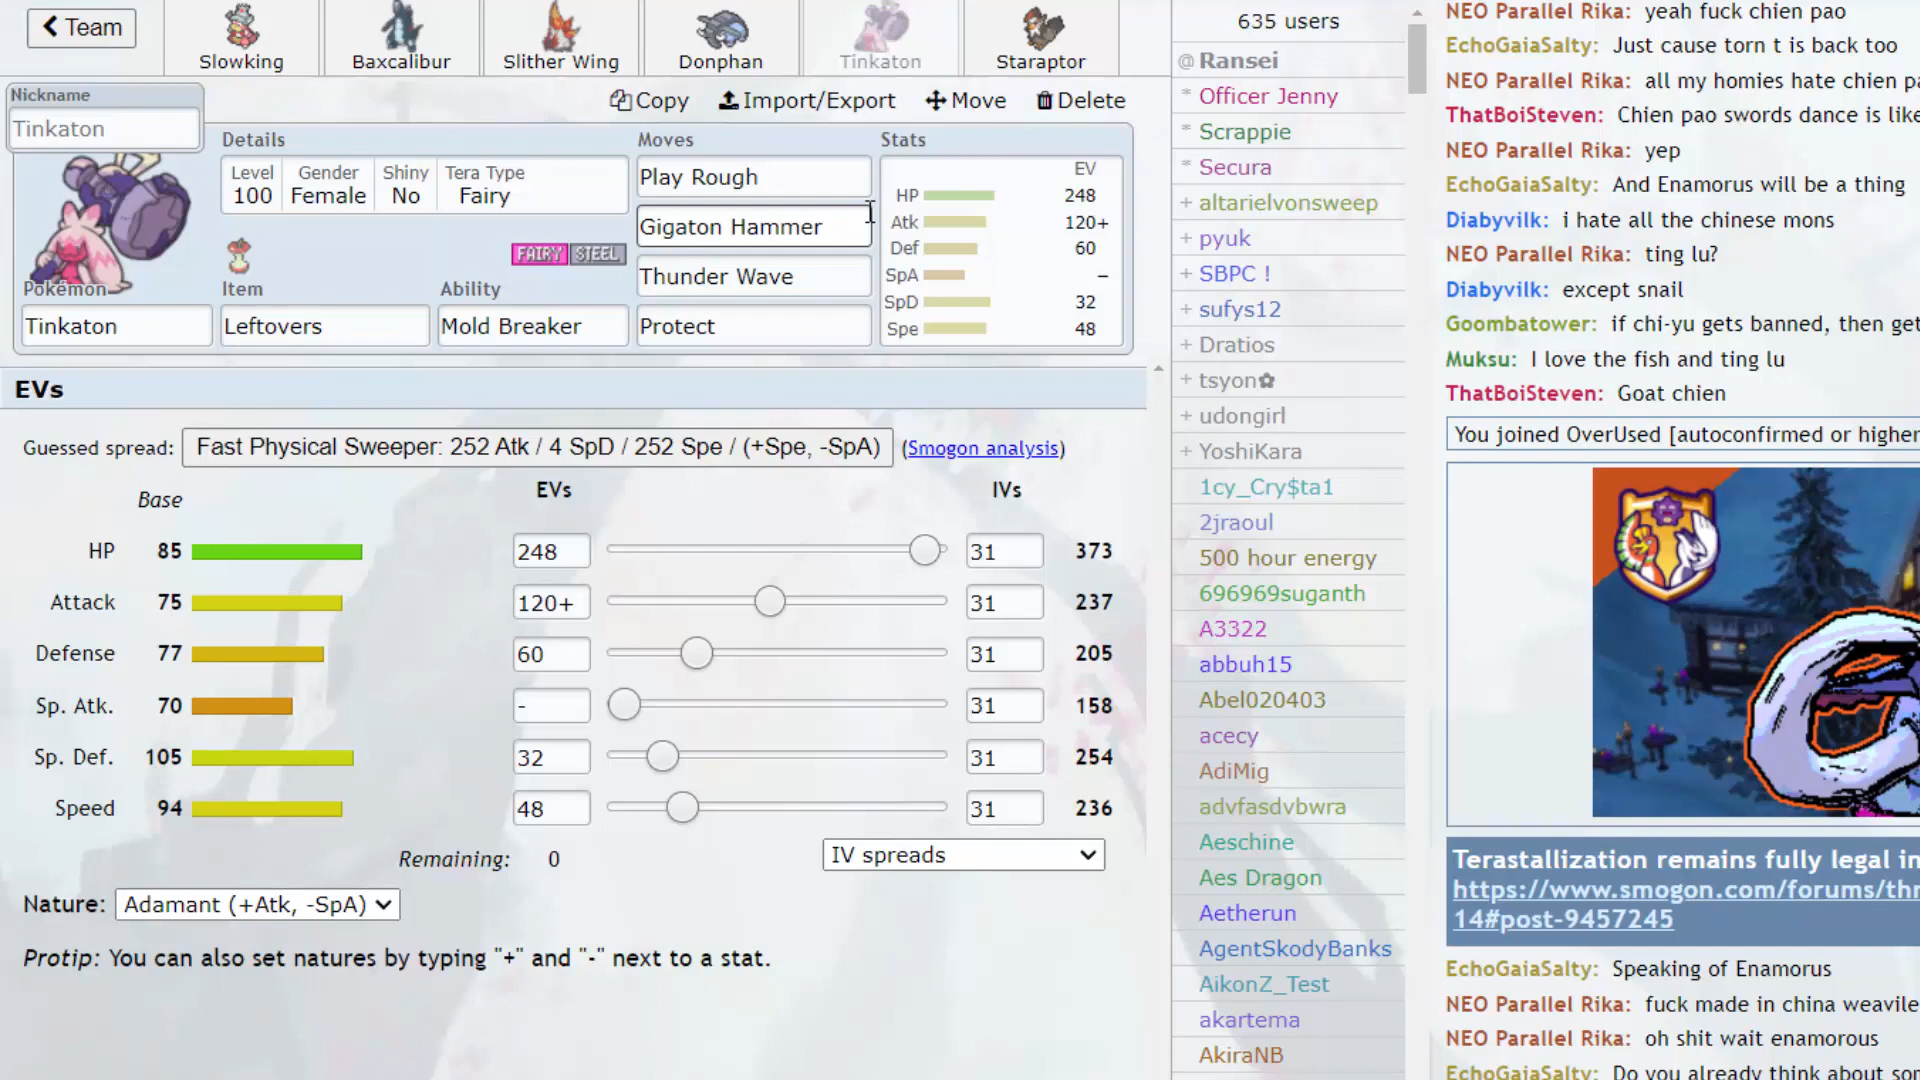 Team
Slowking
Baxcalibur
Slither Wing
Donphan
Tinkaton
Staraptor
Nickname
Tinkaton
Copy
Import/Export
Move
Delete
Details
Level
100
Gender
Female
Shiny
No
Tera Type
Fairy
FAIRY STEEL
Pokémon
Tinkaton
Item
Leftovers
Ability
Mold Breaker
Moves
Play Rough
Gigaton Hammer
Thunder Wave
Protect
Stats
EV
HP 248
Atk 120+
Def 60
SpA –
SpD 32
Spe 48
EVs
Guessed spread: Fast Physical Sweeper: 252 Atk / 4 SpD / 252 Spe / (+Spe, -SpA) (Smogon analysis)
Base EVs IVs
HP 85 248 31 373
Attack 75 120+ 31 237
Defense 77 60 31 205
Sp. Atk. 70 - 31 158
Sp. Def. 105 32 31 254
Speed 94 48 31 236
Remaining: 0 IV spreads
Nature: Adamant (+Atk, -SpA)
Protip: You can also set natures by typing "+" and "-" next to a stat.
635 users
@ Ransei
* Officer Jenny
* Scrappie
* Secura
+ altarielvonsweep
+ pyuk
+ SBPC !
+ sufys12
+ Dratios
+ tsyon✿
+ udongirl
+ YoshiKara
1cy_Cry$ta1
2jraoul
500 hour energy
696969suganth
A3322
abbuh15
Abel020403
acecy
AdiMig
advfasdvbwra
Aeschine
Aes Dragon
Aetherun
AgentSkodyBanks
AikonZ_Test
akartema
AkiraNB
NEO Parallel Rika: yeah fuck chien pao
EchoGaiaSalty: Just cause torn t is back too
NEO Parallel Rika: all my homies hate chien pa
ThatBoiSteven: Chien pao swords dance is like
NEO Parallel Rika: yep
EchoGaiaSalty: And Enamorus will be a thing
Diabyvilk: i hate all the chinese mons
NEO Parallel Rika: ting lu?
Diabyvilk: except snail
Goombatower: if chi-yu gets banned, then get
Muksu: I love the fish and ting lu
ThatBoiSteven: Goat chien
You joined OverUsed [autoconfirmed or higher
Terastallization remains fully legal in
https://www.smogon.com/forums/thr
14#post-9457245
EchoGaiaSalty: Speaking of Enamorus
NEO Parallel Rika: fuck made in china weavile
NEO Parallel Rika: oh shit wait enamorous
EchoGaiaSalty: Do you already think about som